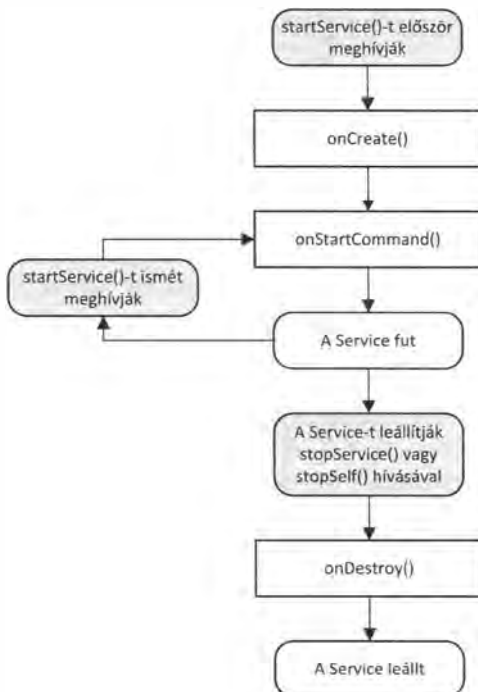 startService()-t először
meghívják
onCreate()
onStartCommand()
startService()-t ismét
meghívják
A Service fut
A Service-t leállítják
stopService() vagy
stopSelf() hívásával
onDestroy()
A Service leállt